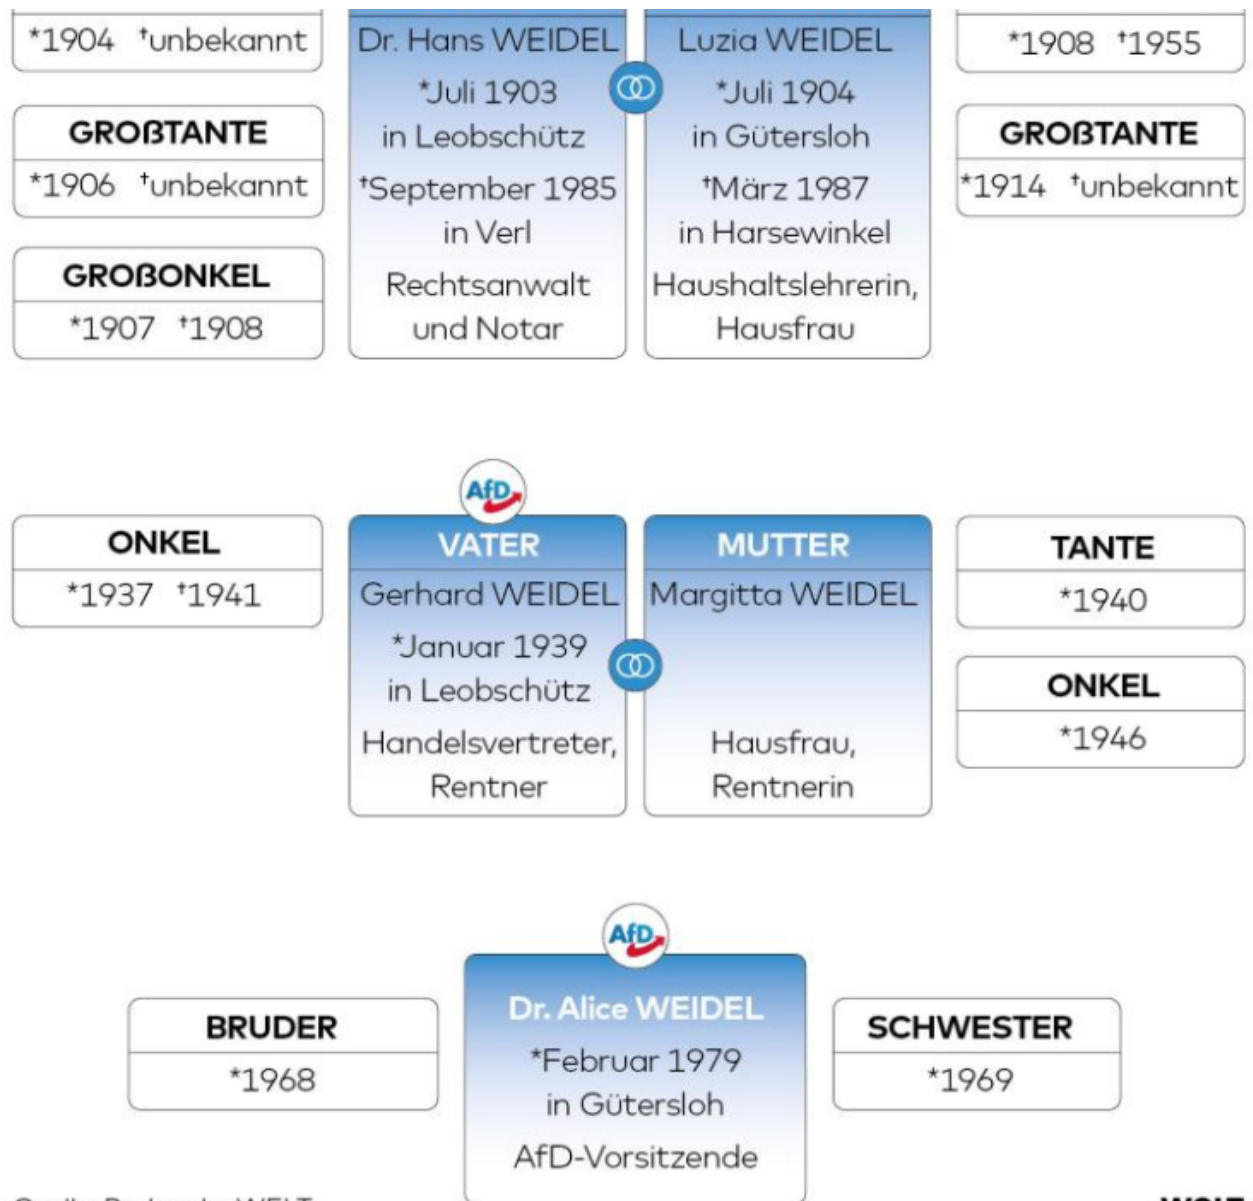 *1904 †unbekannt
GROßTANTE
*1906 †unbekannt
GROßONKEL
*1907 †1908
Dr. Hans WEIDEL
*Juli 1903
in Leobschütz
†September 1985
in Verl
Rechtsanwalt
und Notar
Luzia WEIDEL
*Juli 1904
in Gütersloh
†März 1987
in Harsewinkel
Haushaltslehrerin,
Hausfrau
*1908 †1955
GROßTANTE
*1914 †unbekannt
ONKEL
*1937 †1941
AfD
VATER
Gerhard WEIDEL
*Januar 1939
in Leobschütz
Handelsvertreter,
Rentner
MUTTER
Margitta WEIDEL
Hausfrau,
Rentnerin
TANTE
*1940
ONKEL
*1946
BRUDER
*1968
AfD
Dr. Alice WEIDEL
*Februar 1979
in Gütersloh
AfD-Vorsitzende
SCHWESTER
*1969